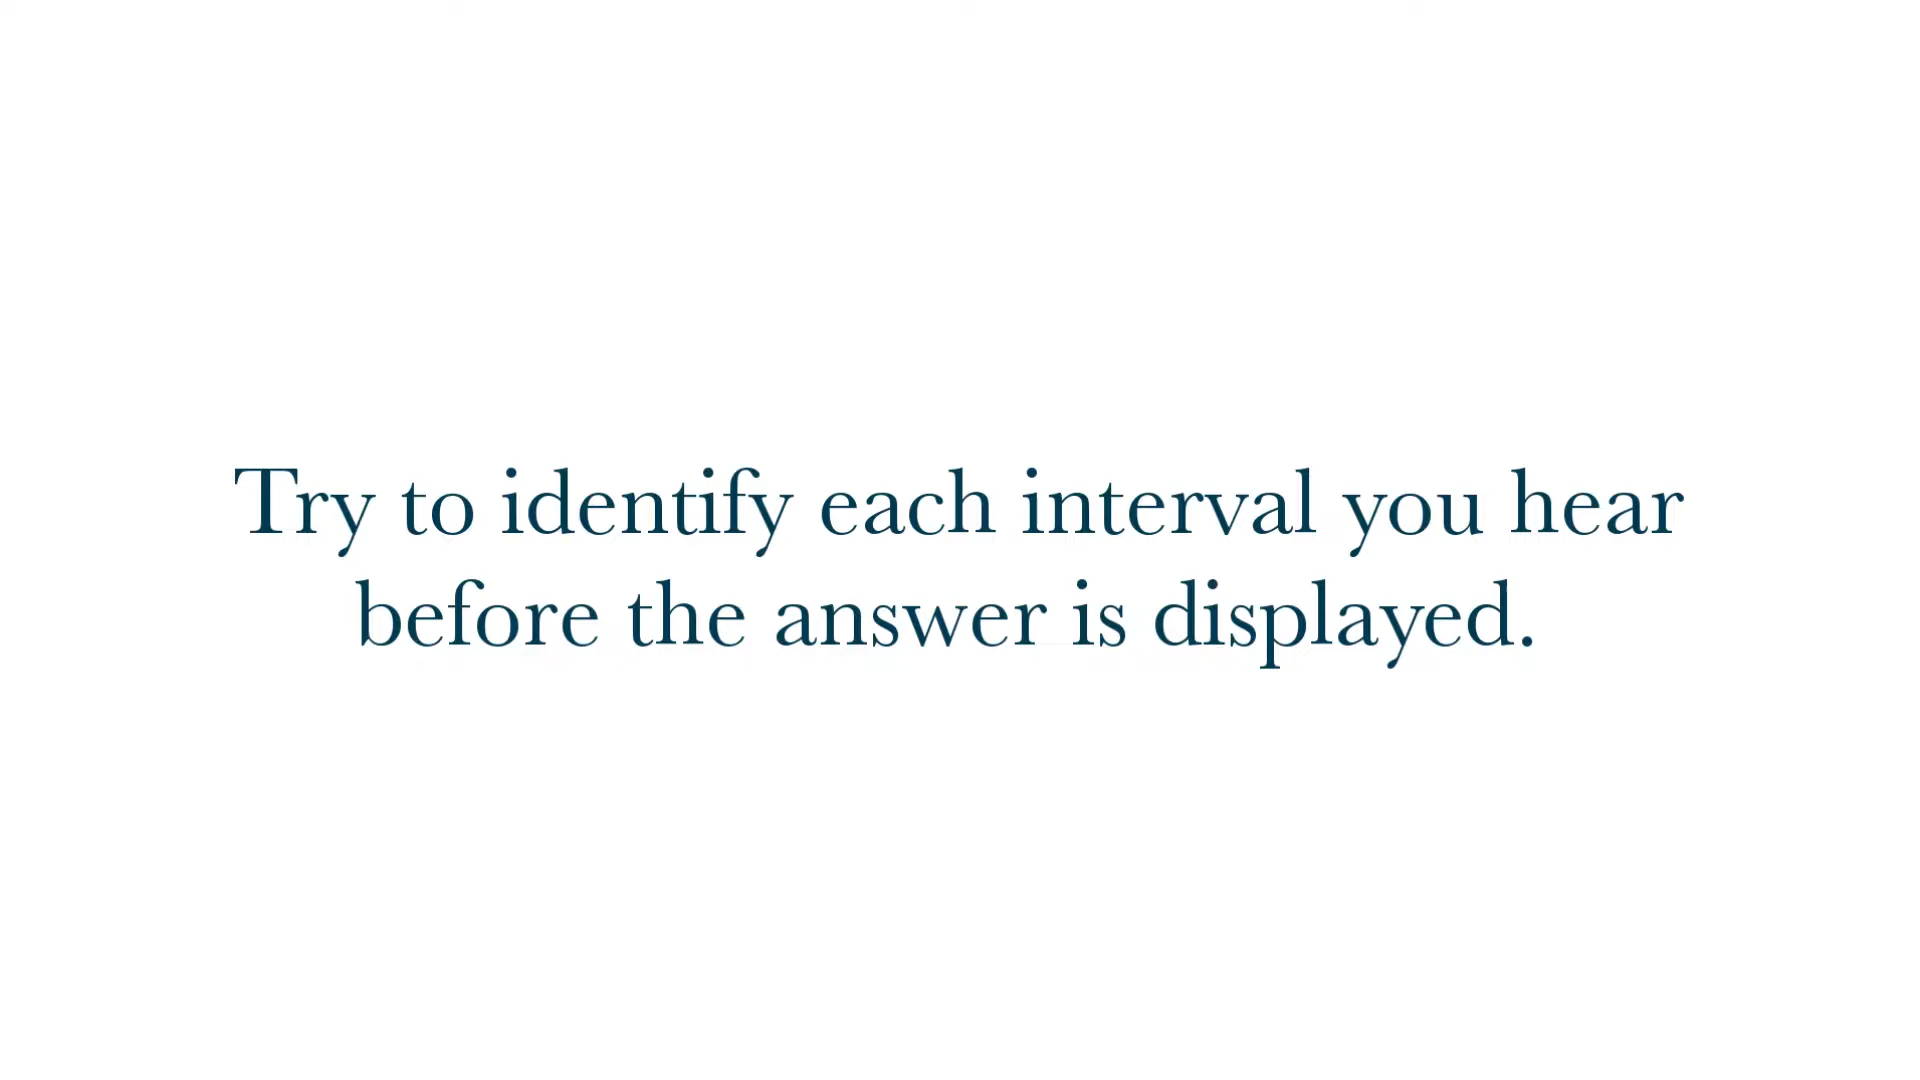 Try to identify each interval you hear
before the answer is displayed.